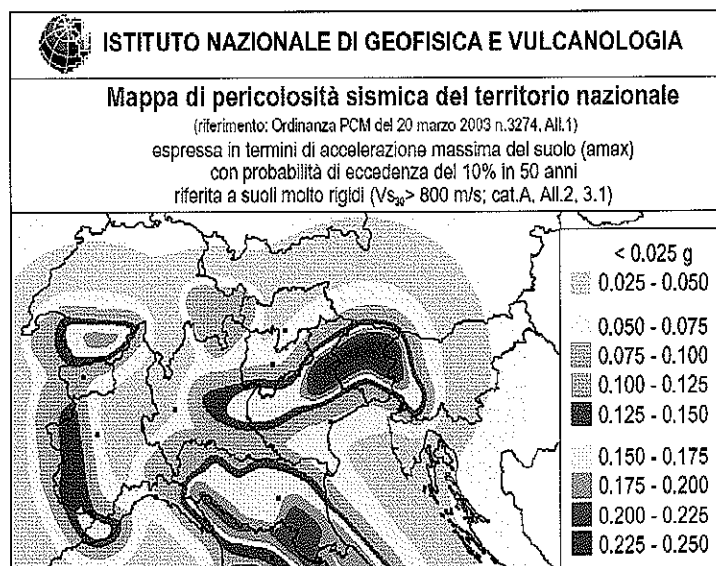 ISTITUTO NAZIONALE DI GEOFISICA E VULCANOLOGIA
Mappa di pericolosità sismica del territorio nazionale
(riferimento: Ordinanza PCM del 20 marzo 2003 n.3274, All.1)
espressa in termini di accelerazione massima del suolo (amax)
con probabilità di eccedenza del 10% in 50 anni
riferita a suoli molto rigidi (Vs₃₀> 800 m/s; cat.A, All.2, 3.1)
< 0.025 g
0.025 - 0.050
0.050 - 0.075
0.075 - 0.100
0.100 - 0.125
0.125 - 0.150
0.150 - 0.175
0.175 - 0.200
0.200 - 0.225
0.225 - 0.250